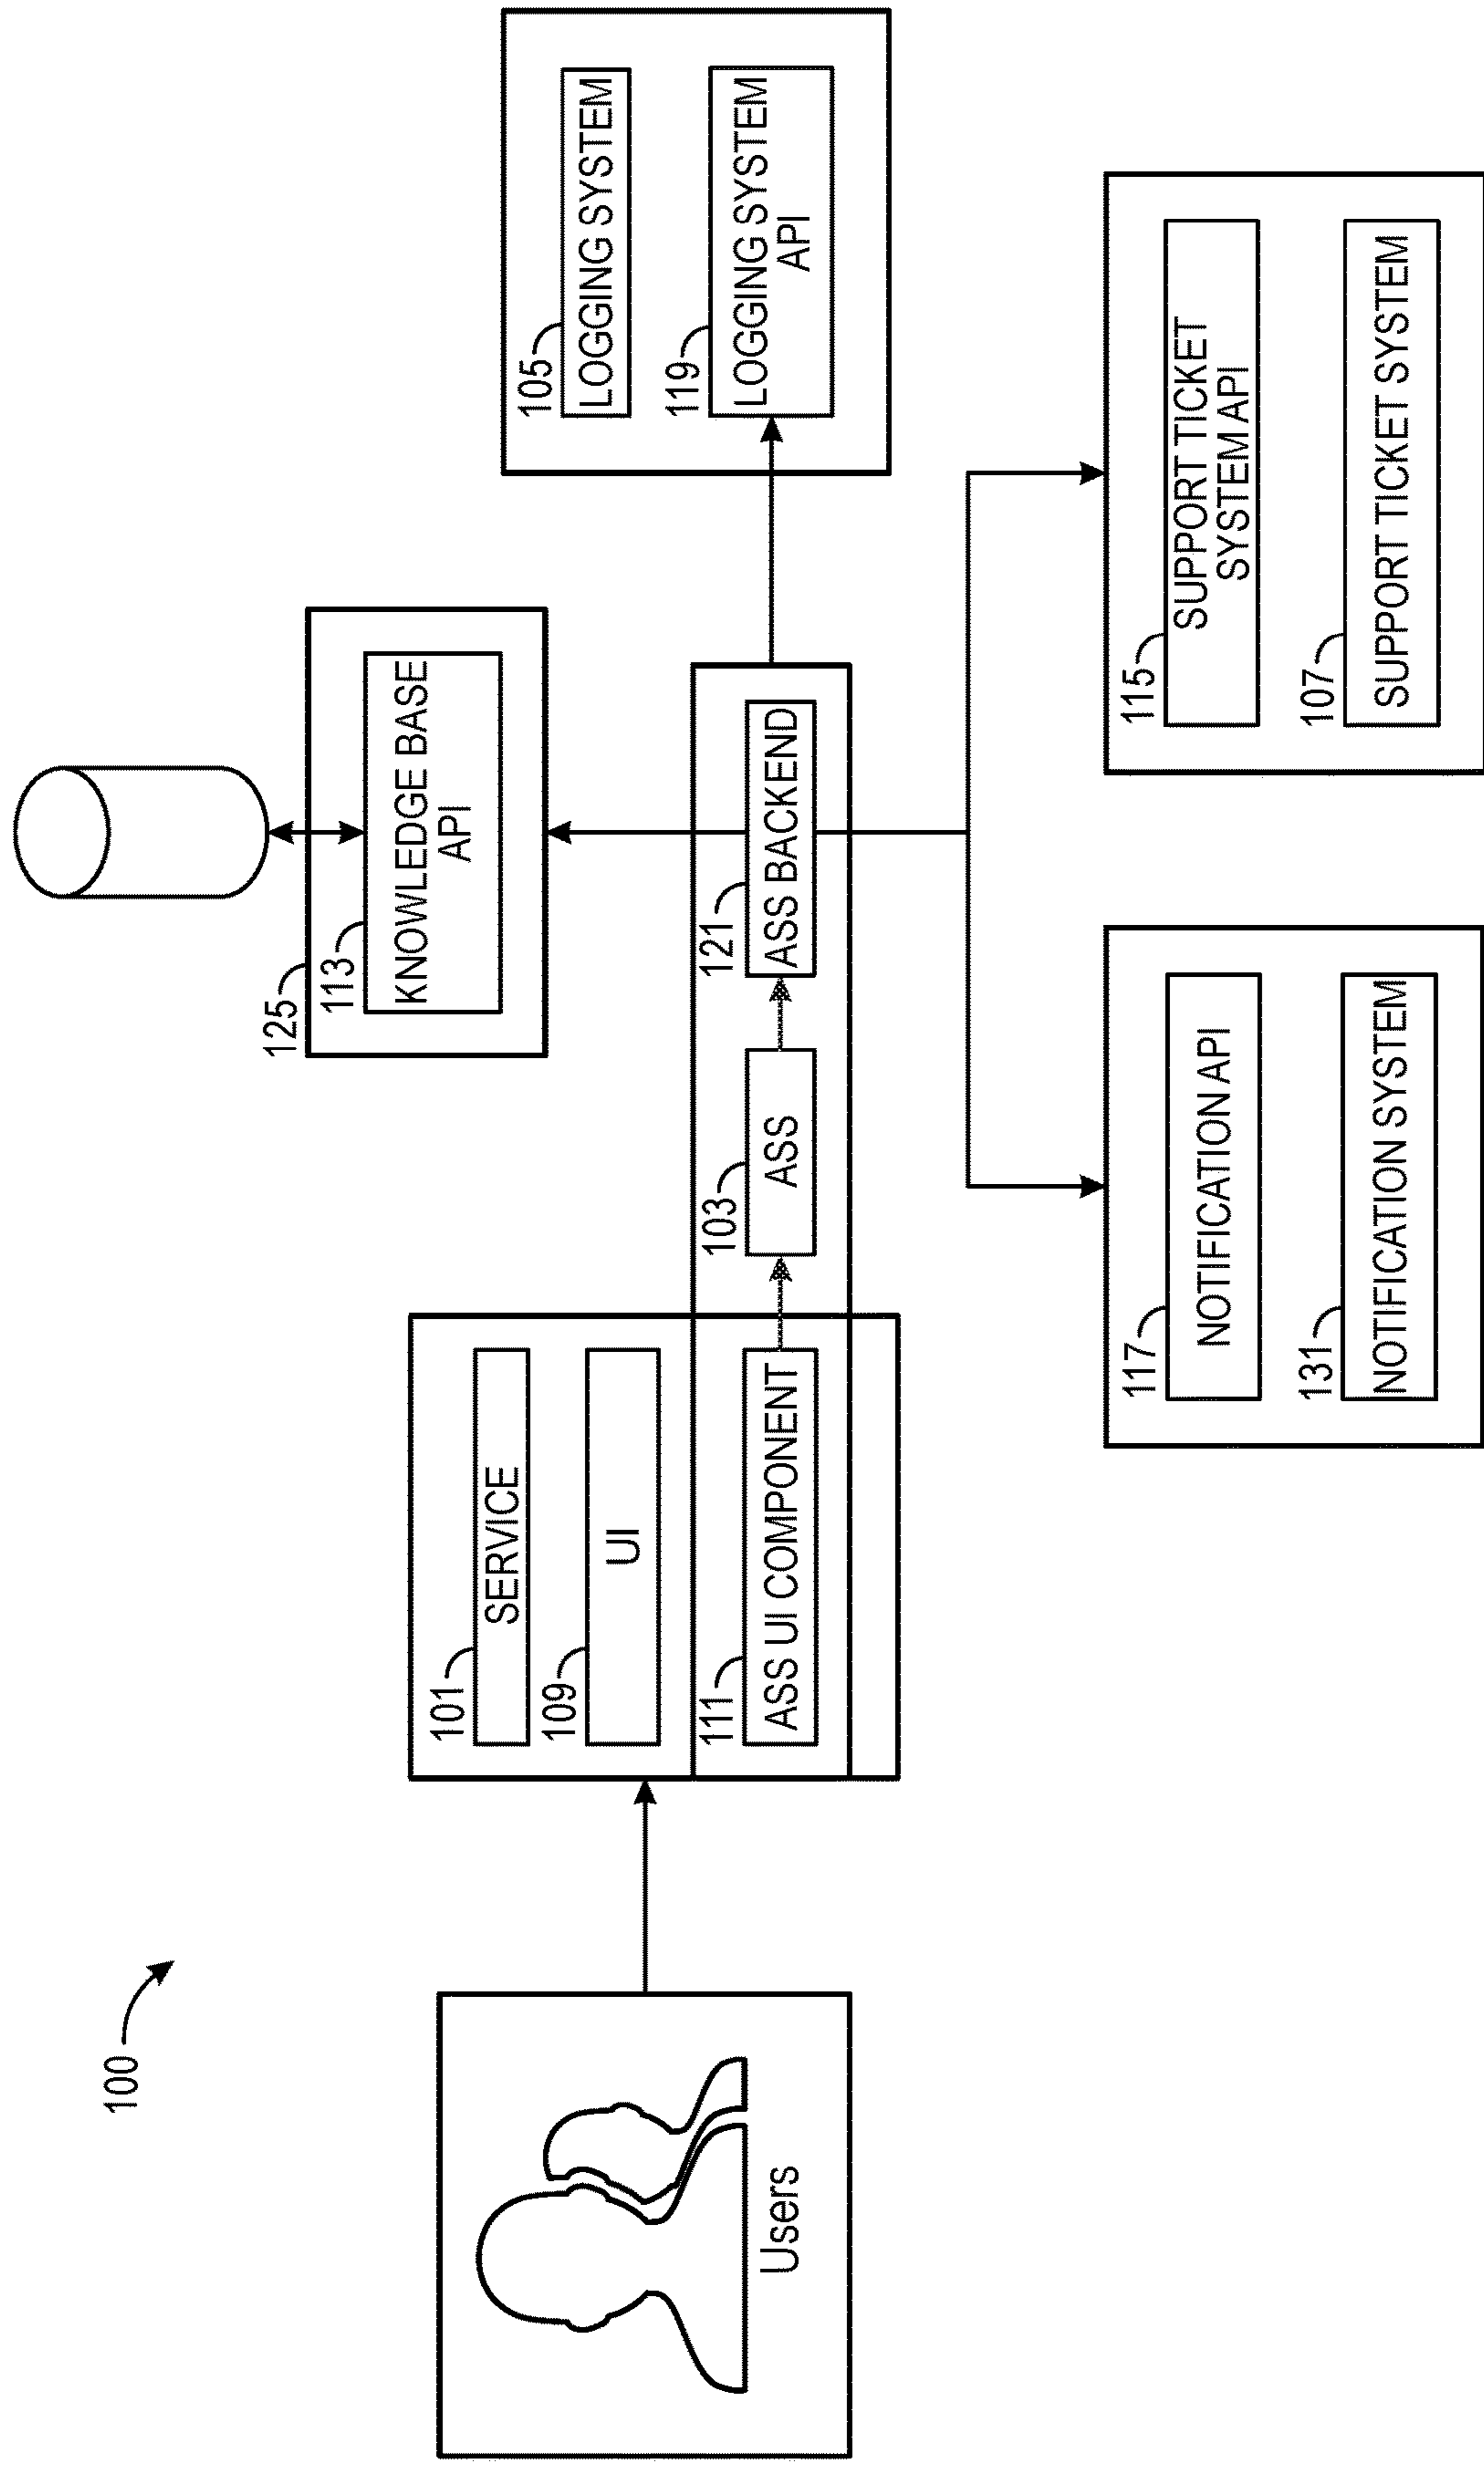 100
Users
101
SERVICE
109
UI
111
ASS UI COMPONENT
103
ASS
121
ASS BACKEND
125
113
KNOWLEDGE BASE
API
105
LOGGING SYSTEM
119
LOGGING SYSTEM
API
117
NOTIFICATION API
131
NOTIFICATION SYSTEM
115
SUPPORT TICKET
SYSTEM API
107
SUPPORT TICKET SYSTEM